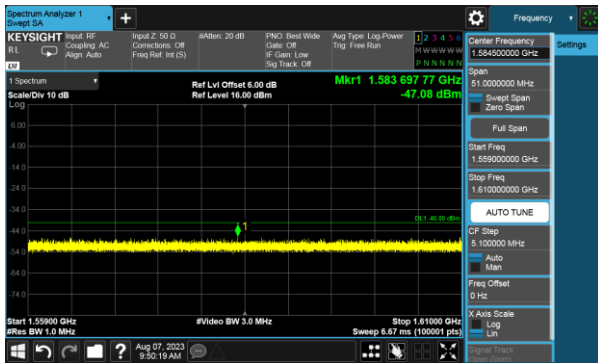 Spectrum Analyzer 1
Swept SA
+
Frequency
KEYSIGHT
RL
Input: RF
Coupling: AC
Align: Auto
Input Z: 50 Ω
Corrections: Off
Freq Ref: Int (S)
#Atten: 20 dB
PNO: Best Wide
Gate: Off
IF Gain: Low
Sig Track: Off
Avg Type: Log-Power
Trig: Free Run
1 2 3 4 5 6
M W W W W W
P N N N N N
1 Spectrum
Scale/Div 10 dB
Log
Ref Lvl Offset 6.00 dB
Ref Level 16.00 dBm
Mkr1 1.583 697 77 GHz
-47.08 dBm
6.00
-4.00
-14.0
-24.0
-34.0
-44.0
-54.0
-64.0
-74.0
DL1 -40.00 dBm
1
Start 1.55900 GHz
#Res BW 1.0 MHz
#Video BW 3.0 MHz
Stop 1.61000 GHz
Sweep 6.67 ms (100001 pts)
?
Aug 07, 2023
9:50:19 AM
Center Frequency
1.584500000 GHz
Span
51.0000000 MHz
Swept Span
Zero Span
Full Span
Start Freq
1.559000000 GHz
Stop Freq
1.610000000 GHz
AUTO TUNE
CF Step
5.100000 MHz
Auto
Man
Freq Offset
0 Hz
X Axis Scale
Log
Lin
Signal Track
(Span Zoom)
Settings